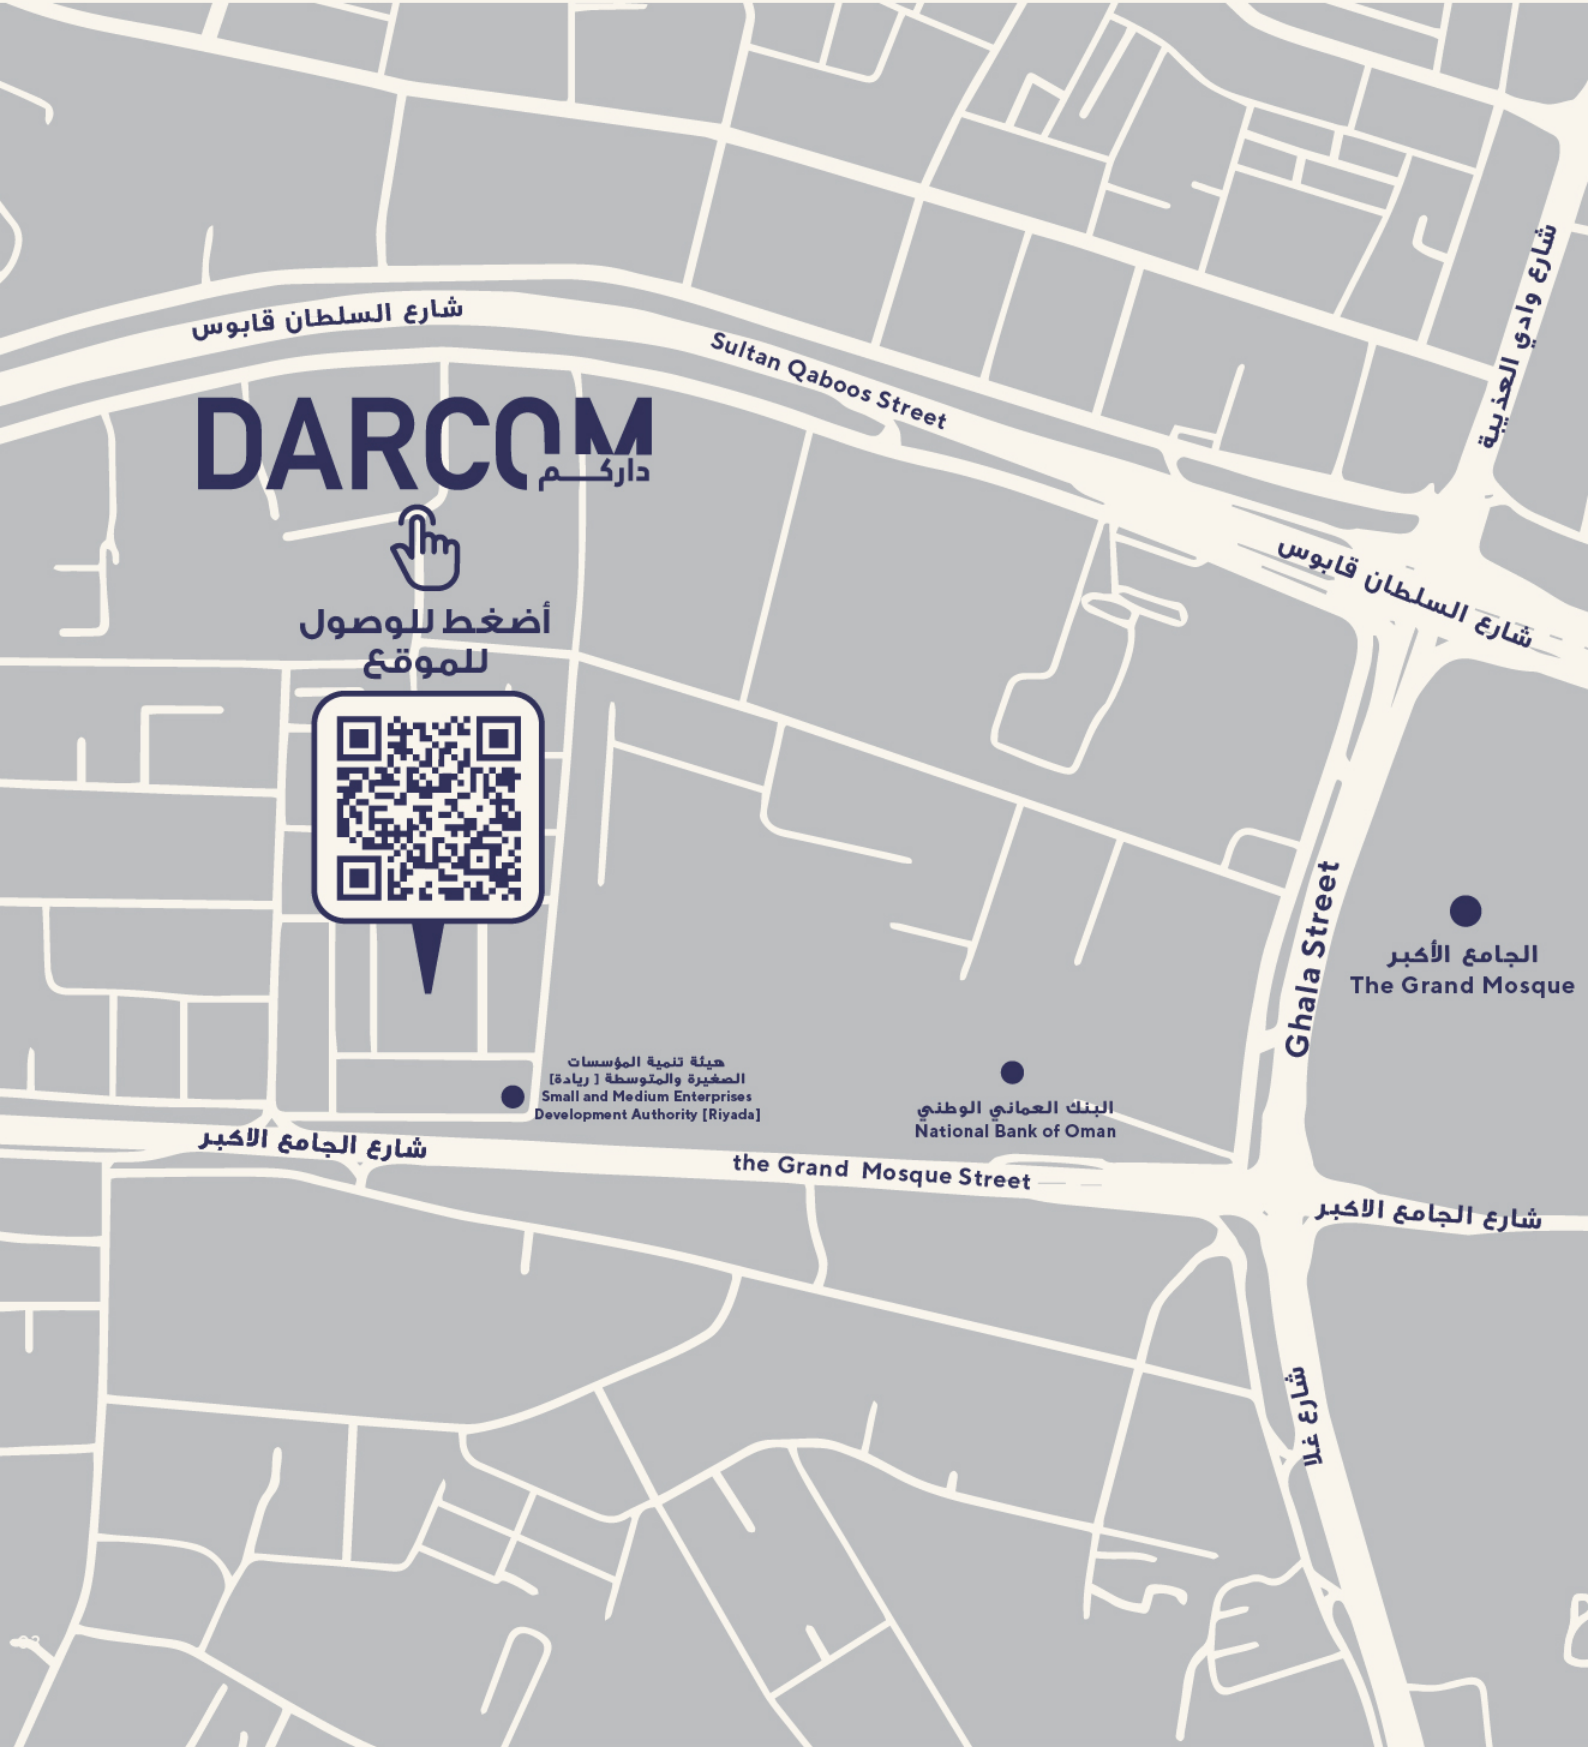 شارع وادي العذيبة
شارع السلطان قابوس
Sultan Qaboos Street
DARCOM
داركم
أضغط للوصول
للموقع
شارع السلطان قابوس
Ghala Street
الجامع الأكبر
The Grand Mosque
هيئة تنمية المؤسسات
الصغيرة والمتوسطة [ ريادة]
Small and Medium Enterprises
Development Authority [Riyada]
البنك العماني الوطني
National Bank of Oman
شارع الجامع الاكبر
the Grand Mosque Street
شارع الجامع الاكبر
شارع غلا